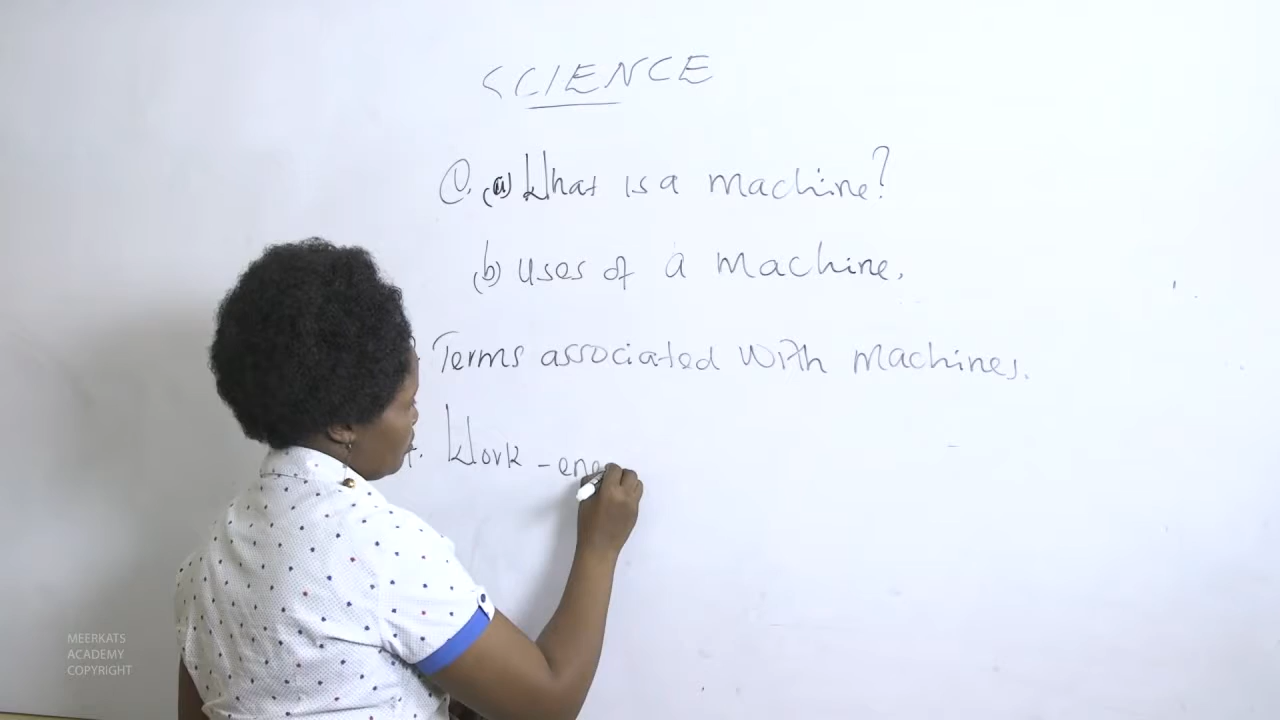 SCIENCE
1. (a) What is a machine?
(b) Uses of a machine.
Terms associated with machines.
Work - ene
MEERKATS
ACADEMY
COPYRIGHT